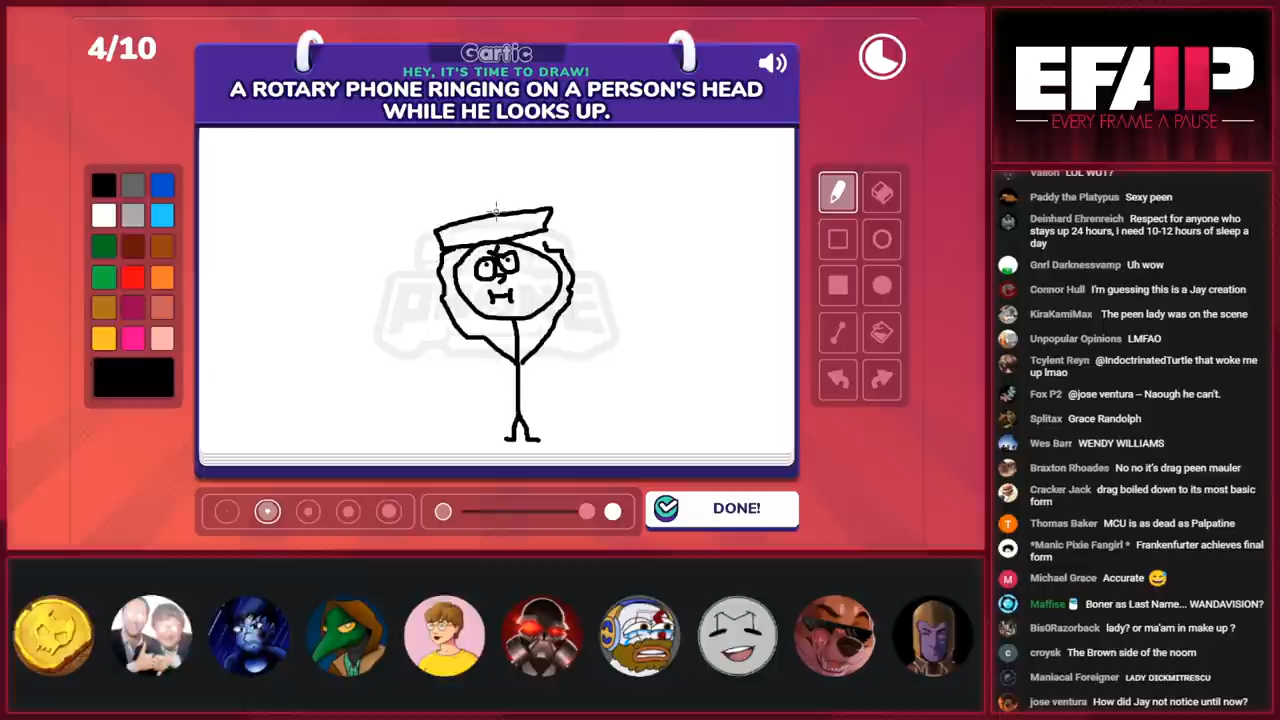 4/10
Gartic
HEY, IT'S TIME TO DRAW!
A ROTARY PHONE RINGING ON A PERSON'S HEAD
WHILE HE LOOKS UP.
PHONE
DONE!
EFAP
EVERY FRAME A PAUSE
Vallon LOL WUT?
Paddy the Platypus Sexy peen
Deinhard Ehrenreich Respect for anyone who
stays up 24 hours, i need 10-12 hours of sleep a
day
Gnrl Darknessvamp Uh wow
Connor Hull I'm guessing this is a Jay creation
KiraKamiMax The peen lady was on the scene
Unpopular Opinions LMFAO
Tcylent Reyn @IndoctrinatedTurtle that woke me
up lmao
Fox P2 @jose ventura – Naough he can't.
Splitax Grace Randolph
Wes Barr WENDY WILLIAMS
Braxton Rhoades No no it's drag peen mauler
Cracker Jack drag boiled down to its most basic
form
T Thomas Baker MCU is as dead as Palpatine
*Manic Pixie Fangirl * Frankenfurter achieves final
form
M Michael Grace Accurate 😅
Maffise Boner as Last Name... WANDAVISION?
Bis0Razorback lady? or ma'am in make up ?
c croysk The Brown side of the noom
Maniacal Foreigner ʟᴀᴅʏ ᴅɪᴄᴋᴍɪᴛʀᴇsᴄᴜ
jose ventura How did Jay not notice until now?